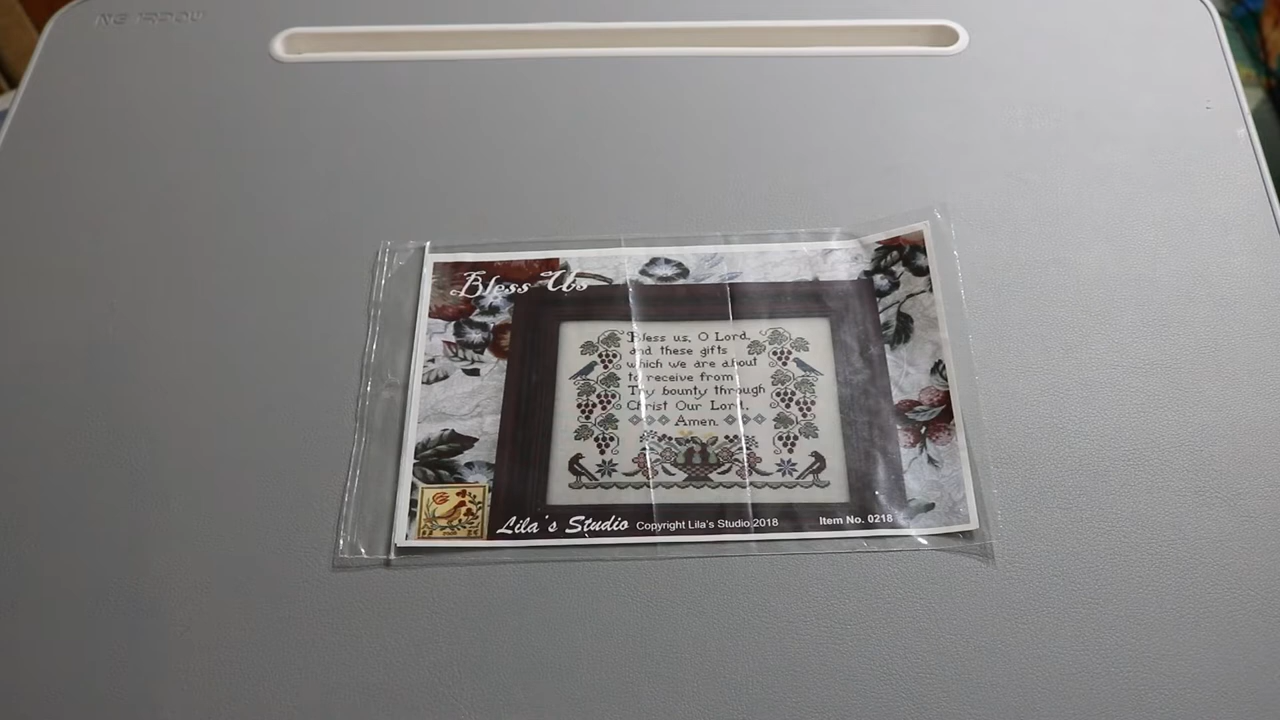 Bless Us
Bless us, O Lord,
and these gifts
which we are about
to receive from
Thy bounty through
Christ Our Lord.
Amen.
Lila's Studio Copyright Lila's Studio 2018 Item No. 0218